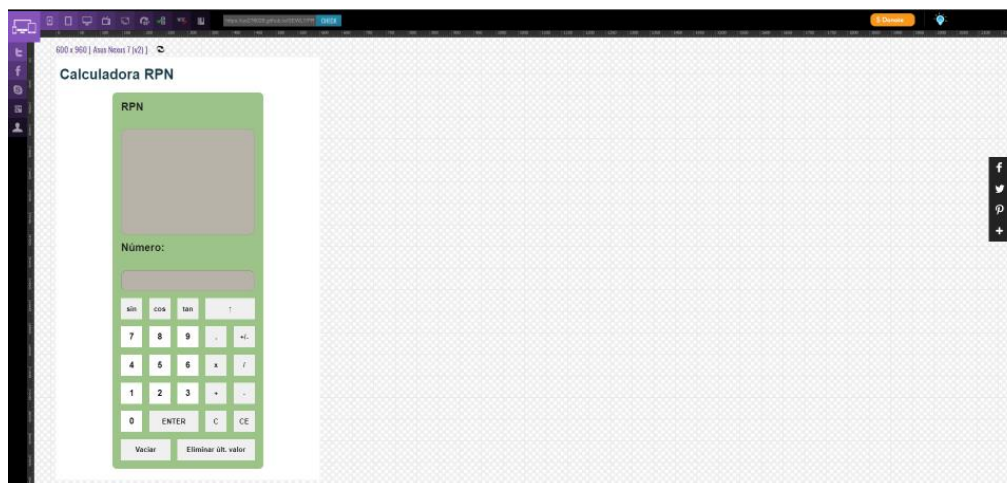 CHECK
$ Donate
600 x 960 [ Asus Nexus 7 (v2) ]
Calculadora RPN
RPN
Número:
sin cos tan ↑
7 8 9 . +/-
4 5 6 x /
1 2 3 + -
0 ENTER C CE
Vaciar Eliminar últ. valor